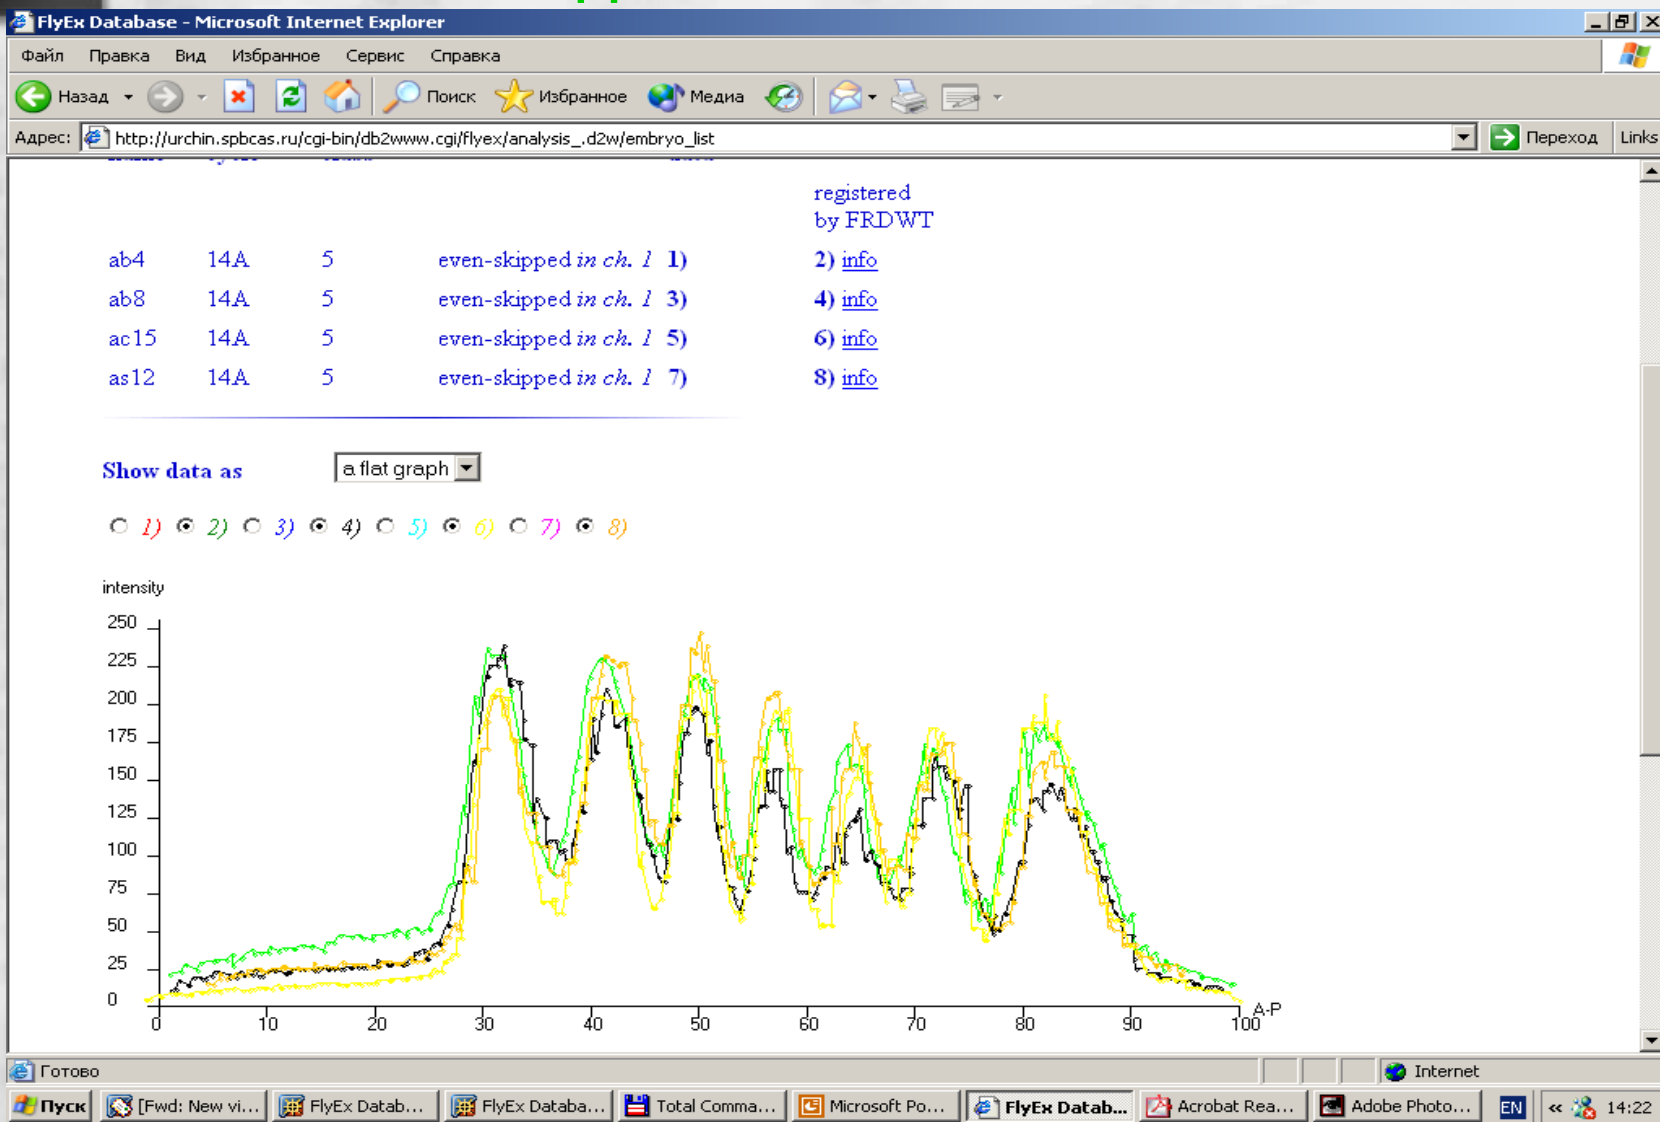 FlyEx Database - Microsoft Internet Explorer
Файл Правка Вид Избранное Сервис Справка
Назад Поиск Избранное Медиа
Адрес: http://urchin.spbcas.ru/cgi-bin/db2www.cgi/flyex/analysis_.d2w/embryo_list Переход Links
registered
by FRDWT
ab4 14A 5 even-skipped in ch. 1 1) 2) info
ab8 14A 5 even-skipped in ch. 1 3) 4) info
ac15 14A 5 even-skipped in ch. 1 5) 6) info
as12 14A 5 even-skipped in ch. 1 7) 8) info
Show data as a flat graph
1) 2) 3) 4) 5) 6) 7) 8)
intensity
250
225
200
175
150
125
100
75
50
25
0
0 10 20 30 40 50 60 70 80 90 100 A-P
Готово Internet
Пуск [Fwd: New vi... FlyEx Datab... FlyEx Databa... Total Comma... Microsoft Po... FlyEx Datab... Acrobat Rea... Adobe Photo... EN « 14:22